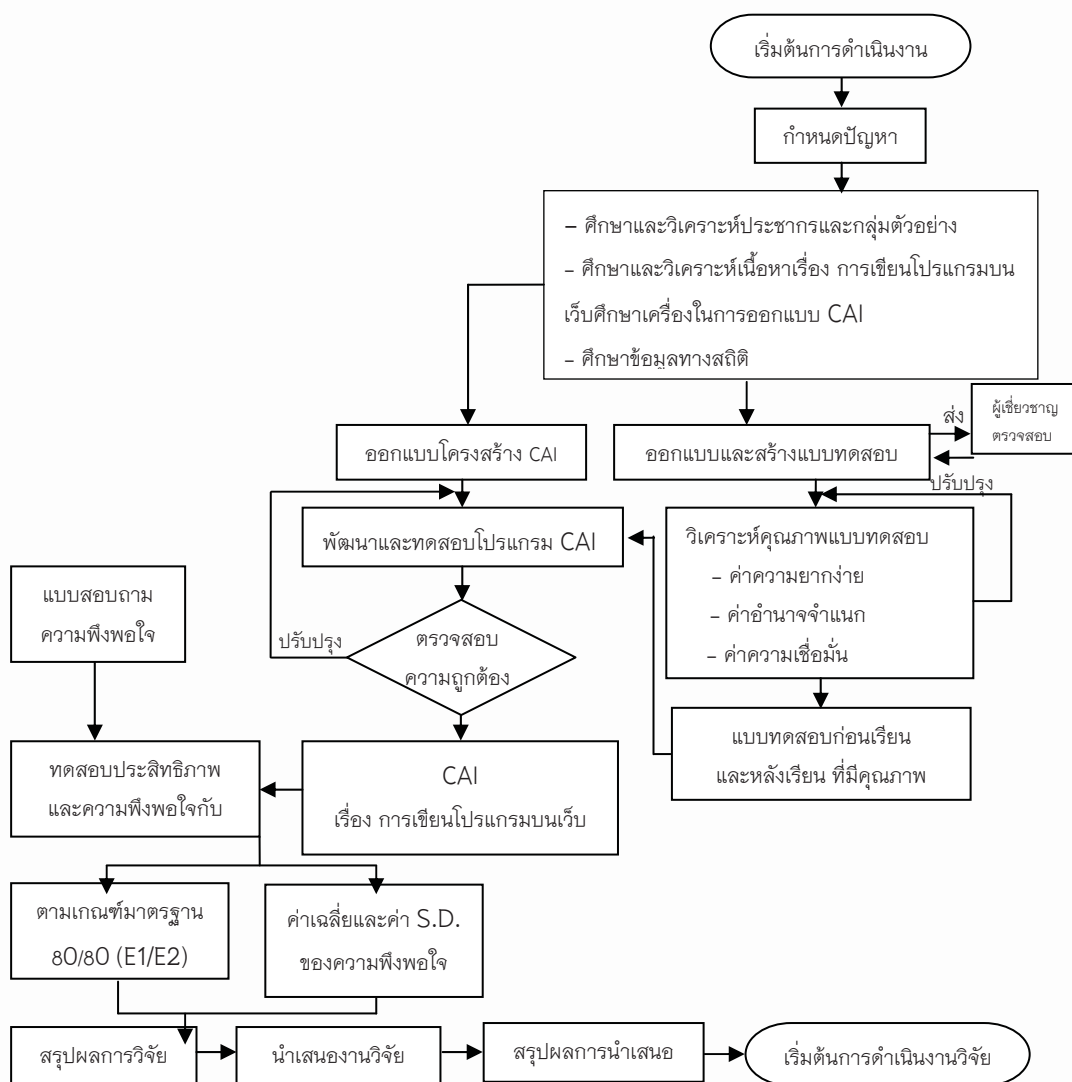 เริ่มต้นการดำเนินงาน
กำหนดปัญหา
– ศึกษาและวิเคราะห์ประชากรและกลุ่มตัวอย่าง
– ศึกษาและวิเคราะห์เนื้อหาเรื่อง การเขียนโปรแกรมบน
เว็บศึกษาเครื่องในการออกแบบ CAI
– ศึกษาข้อมูลทางสถิติ
ส่ง
ผู้เชี่ยวชาญ
ตรวจสอบ
ออกแบบโครงสร้าง CAI
ออกแบบและสร้างแบบทดสอบ
ปรับปรุง
พัฒนาและทดสอบโปรแกรม CAI
วิเคราะห์คุณภาพแบบทดสอบ
– ค่าความยากง่าย
– ค่าอำนาจจำแนก
– ค่าความเชื่อมั่น
แบบสอบถาม
ความพึงพอใจ
ปรับปรุง
ตรวจสอบ
ความถูกต้อง
แบบทดสอบก่อนเรียน
และหลังเรียน ที่มีคุณภาพ
ทดสอบประสิทธิภาพ
และความพึงพอใจกับ
CAI
เรื่อง การเขียนโปรแกรมบนเว็บ
ตามเกณฑ์มาตรฐาน
80/80 (E1/E2)
ค่าเฉลี่ยและค่า S.D.
ของความพึงพอใจ
สรุปผลการวิจัย
นำเสนองานวิจัย
สรุปผลการนำเสนอ
เริ่มต้นการดำเนินงานวิจัย